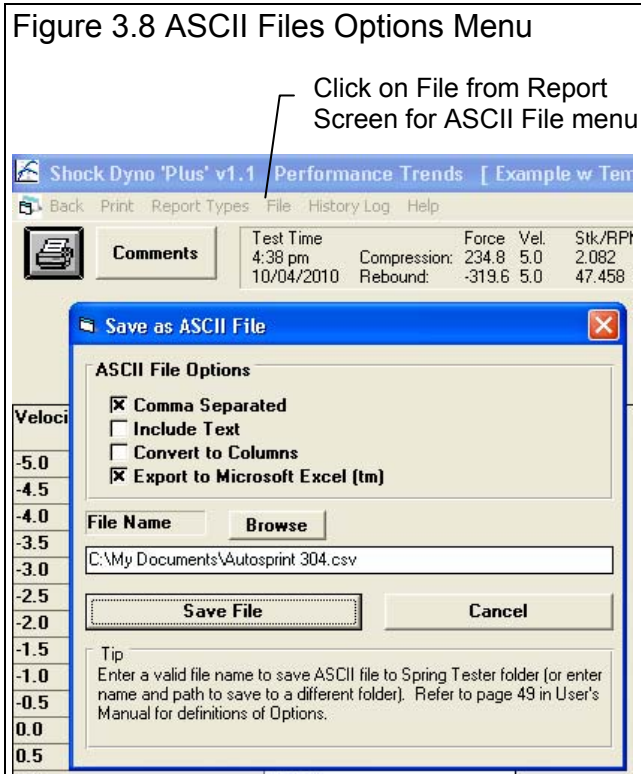 Figure 3.8 ASCII Files Options Menu
Click on File from Report
Screen for ASCII File menu
Shock Dyno 'Plus' v1.1 Performance Trends [ Example w Tem
Back Print Report Types File History Log Help
Comments
Test Time Force Vel. Stk/RPM
4:38 pm Compression: 234.8 5.0 2.082
10/04/2010 Rebound: -319.6 5.0 47.458
Save as ASCII File
ASCII File Options
Comma Separated
Include Text
Convert to Columns
Export to Microsoft Excel (tm)
File Name Browse
C:\My Documents\Autosprint 304.csv
Save File Cancel
Tip
Enter a valid file name to save ASCII file to Spring Tester folder (or enter
name and path to save to a different folder). Refer to page 49 in User's
Manual for definitions of Options.
Veloci
-5.0
-4.5
-4.0
-3.5
-3.0
-2.5
-2.0
-1.5
-1.0
-0.5
0.0
0.5